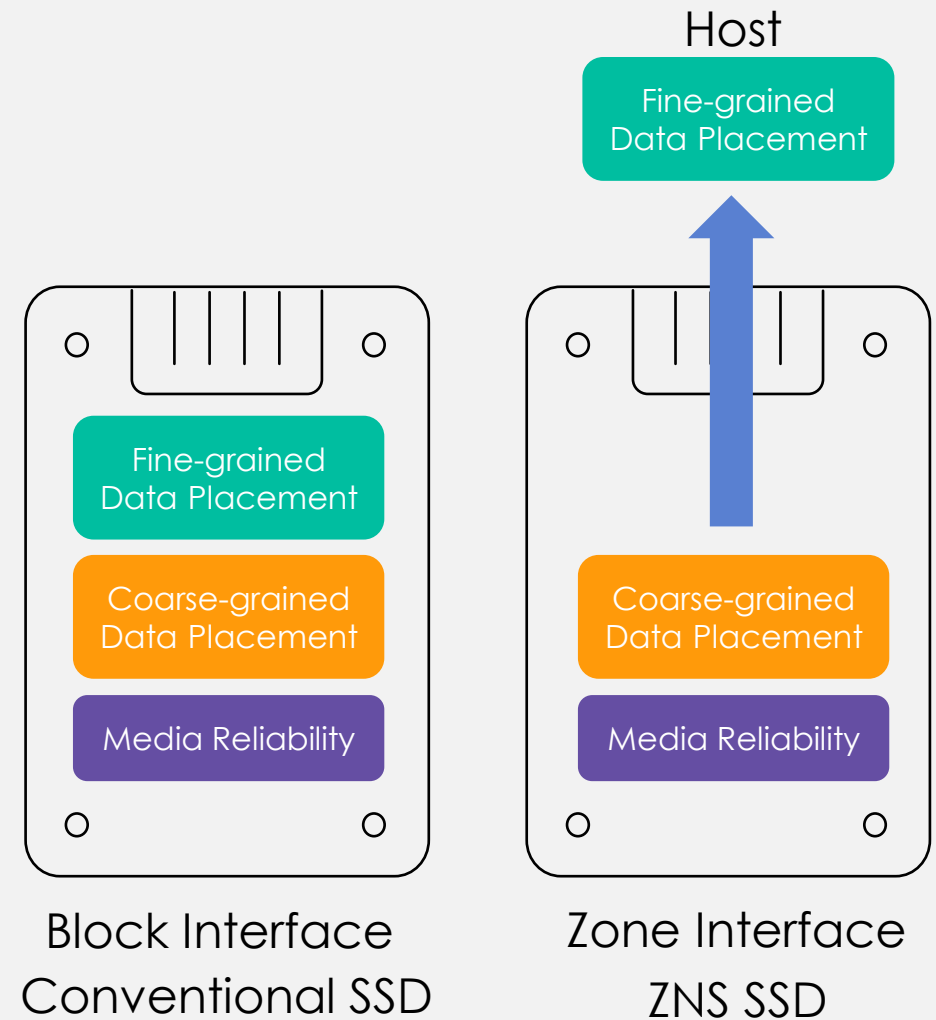 Host
Fine-grained
Data Placement
Fine-grained
Data Placement
Coarse-grained
Data Placement
Media Reliability
Block Interface
Conventional SSD
Coarse-grained
Data Placement
Media Reliability
Zone Interface
ZNS SSD